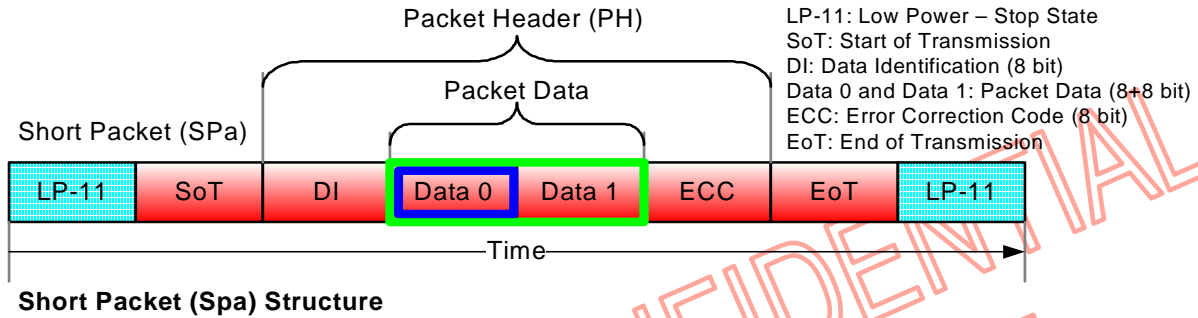 Packet Header (PH)
LP-11: Low Power – Stop State
SoT: Start of Transmission
DI: Data Identification (8 bit)
Data 0 and Data 1: Packet Data (8+8 bit)
ECC: Error Correction Code (8 bit)
EoT: End of Transmission
Packet Data
Short Packet (SPa)
LP-11 SoT DI Data 0 Data 1 ECC EoT LP-11
Time
Short Packet (Spa) Structure